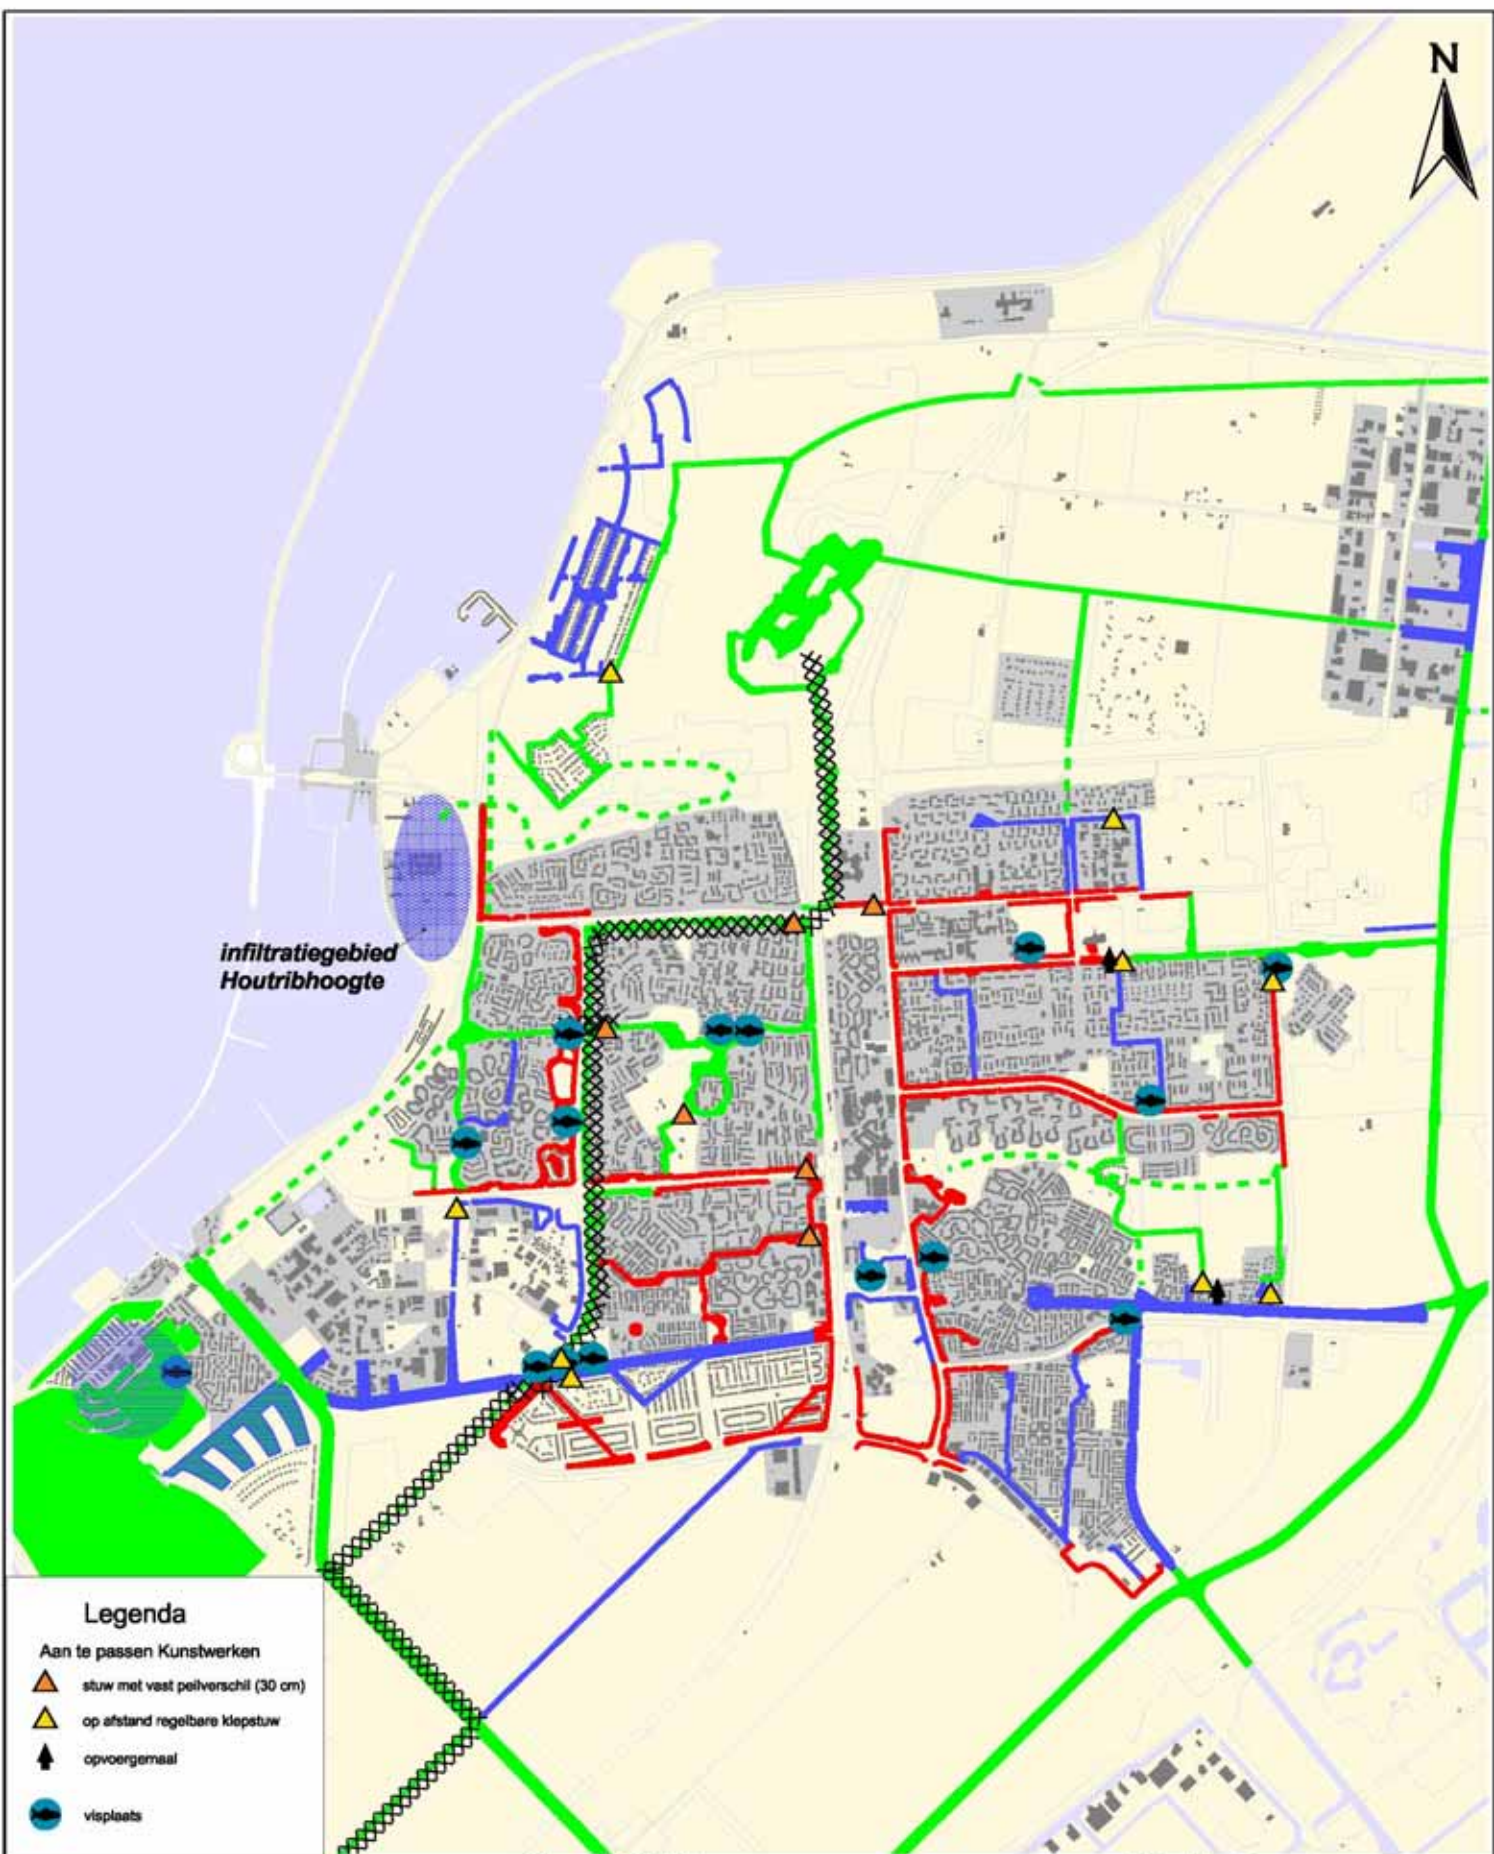 N
infiltratiegebied
Houtribhoogte
Legenda
Aan te passen Kunstwerken
stuw met vast peilverschil (30 cm)
op afstand regelbare klepstuw
opvoergemaal
visplaats